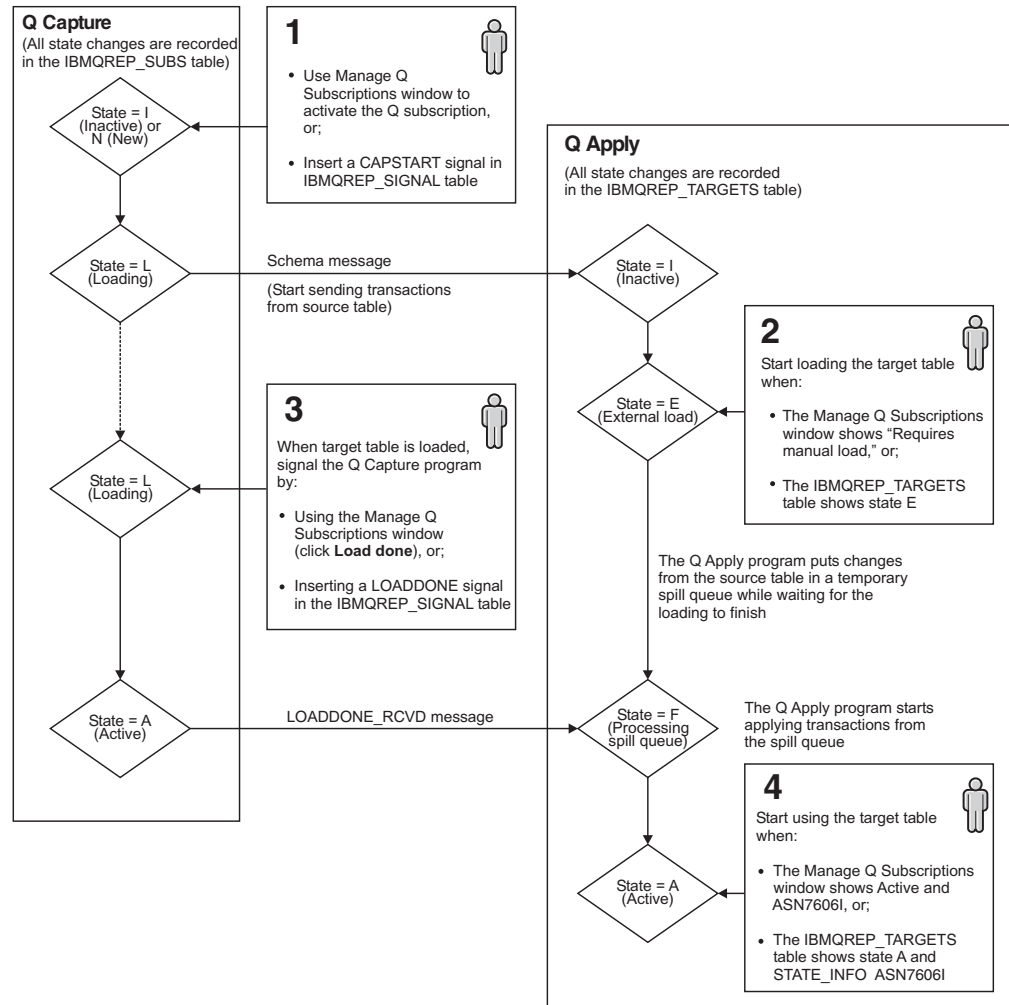 Q Capture
(All state changes are recorded
in the IBMQREP_SUBS table)
State = I
(Inactive) or
N (New)
1
• Use Manage Q
Subscriptions window to
activate the Q subscription,
or;
• Insert a CAPSTART signal in
IBMQREP_SIGNAL table
Q Apply
(All state changes are recorded
in the IBMQREP_TARGETS table)
State = L
(Loading)
Schema message
(Start sending transactions
from source table)
State = I
(Inactive)
2
Start loading the target table
when:
• The Manage Q Subscriptions
window shows “Requires
manual load,” or;
• The IBMQREP_TARGETS
table shows state E
State = E
(External load)
3
When target table is loaded,
signal the Q Capture program
by:
• Using the Manage Q
Subscriptions window
(click Load done), or;
• Inserting a LOADDONE signal
in the IBMQREP_SIGNAL table
State = L
(Loading)
The Q Apply program puts changes
from the source table in a temporary
spill queue while waiting for the
loading to finish
State = A
(Active)
LOADDONE_RCVD message
State = F
(Processing
spill queue)
The Q Apply program starts
applying transactions from
the spill queue
4
Start using the target table
when:
• The Manage Q Subscriptions
window shows Active and
ASN7606I, or;
• The IBMQREP_TARGETS
table shows state A and
STATE_INFO ASN7606I
State = A
(Active)